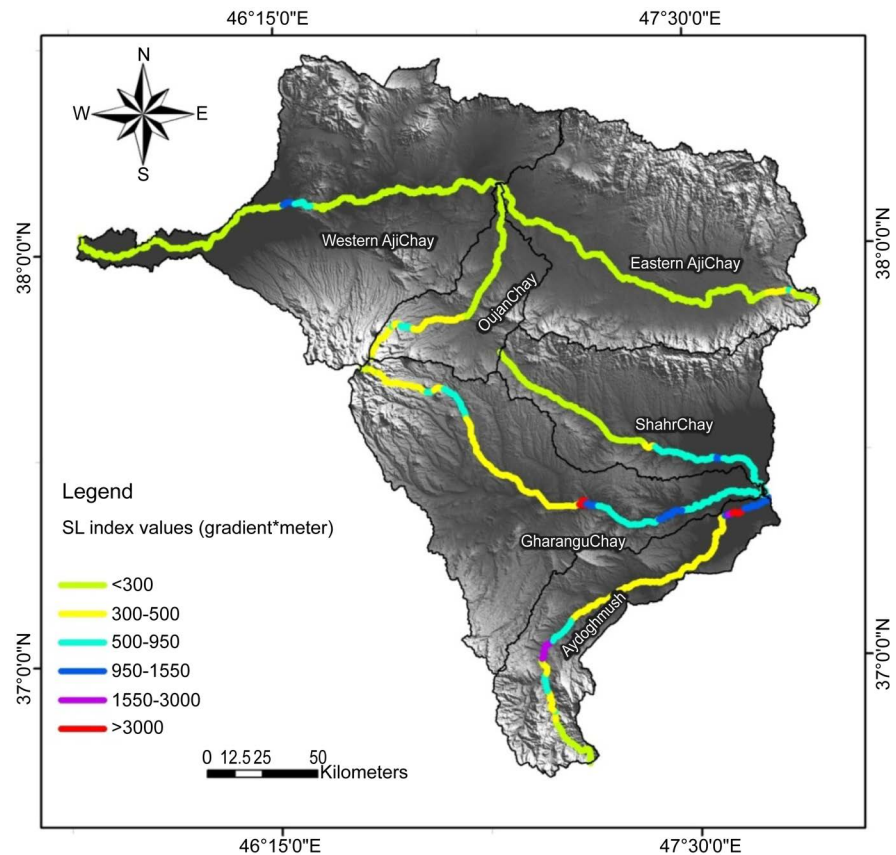 46°15'0"E
47°30'0"E
N
W
E
S
38°0'0"N
38°0'0"N
Western AjiChay
Eastern AjiChay
OujanChay
ShahrChay
Legend
SL index values (gradient*meter)
GharanguChay
<300
300-500
500-950
950-1550
1550-3000
>3000
Aydoghmush
37°0'0"N
37°0'0"N
0 12.5 25 50
Kilometers
46°15'0"E
47°30'0"E